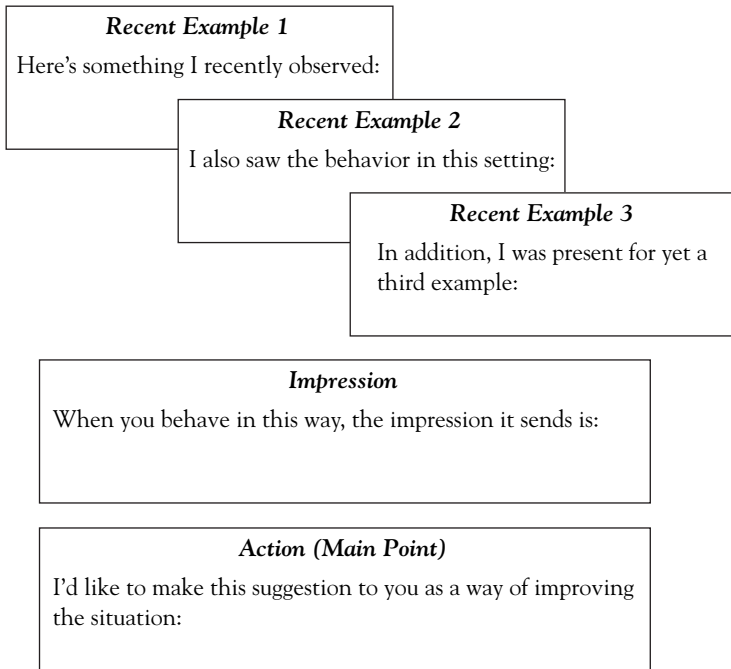 Recent Example 1
Here’s something I recently observed:
Recent Example 2
I also saw the behavior in this setting:
Recent Example 3
In addition, I was present for yet a
third example:
Impression
When you behave in this way, the impression it sends is:
Action (Main Point)
I’d like to make this suggestion to you as a way of improving
the situation: